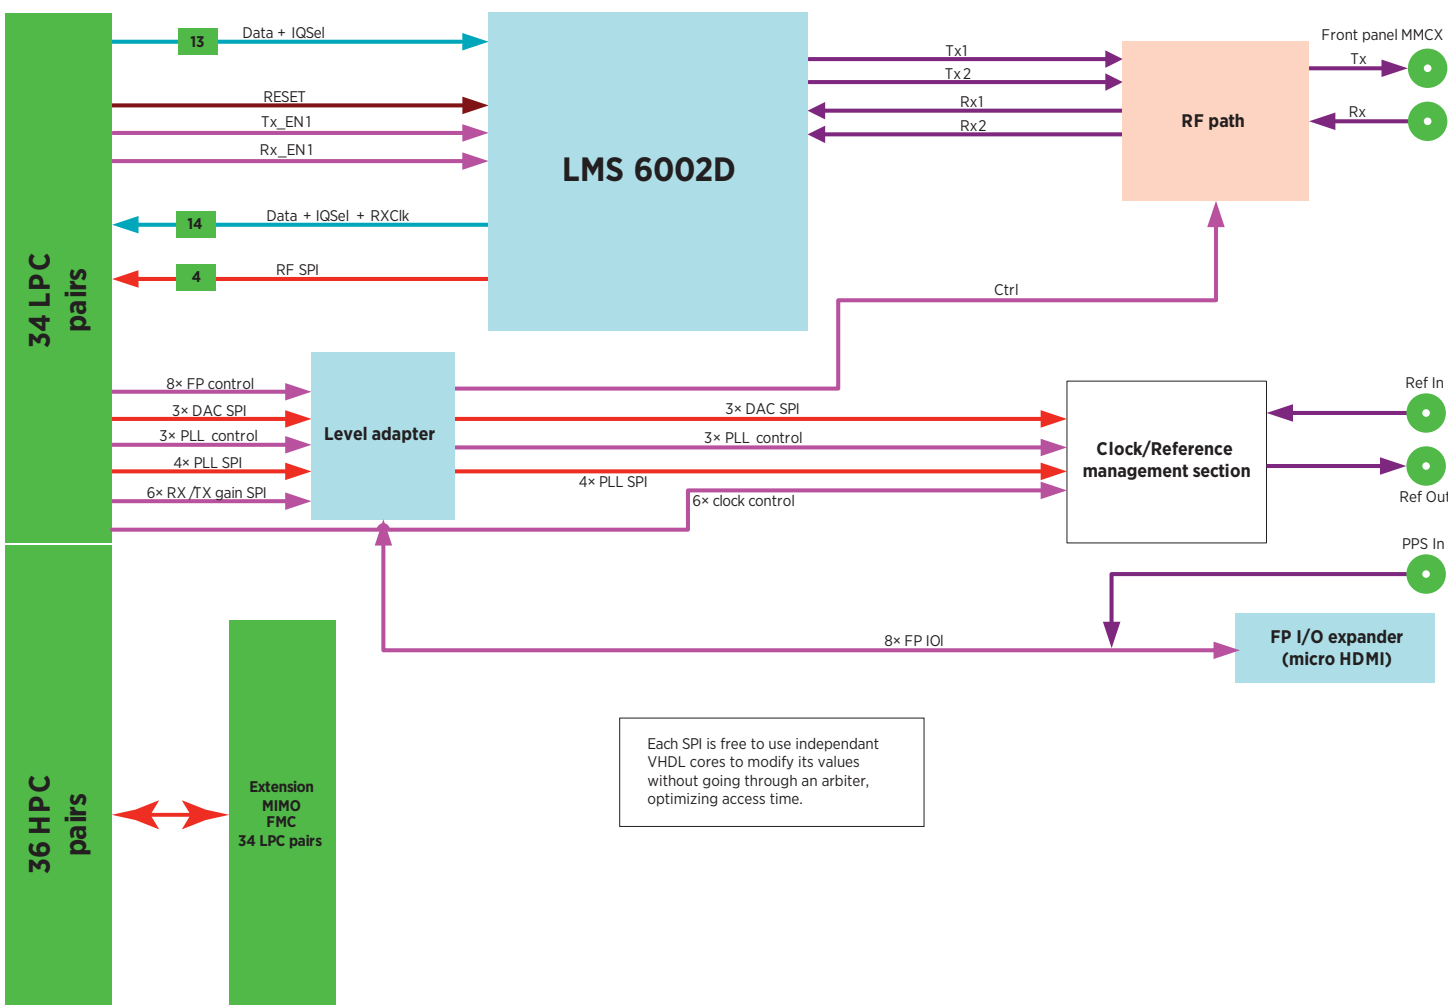 Data + IQSel
13
RESET
Tx_EN1
Rx_EN1
Data + IQSel + RXClk
14
RF SPI
4
34 LPC
pairs
LMS 6002D
Tx1
Tx2
Rx1
Rx2
RF path
Front panel MMCX
Tx
Rx
Ctrl
8× FP control
3× DAC SPI
3× PLL control
4× PLL SPI
6× RX/TX gain SPI
Level adapter
3× DAC SPI
3× PLL control
4× PLL SPI
6× clock control
Clock/Reference
management section
Ref In
Ref Out
PPS In
8× FP IOI
FP I/O expander
(micro HDMI)
36 HPC
pairs
Extension
MIMO
FMC
34 LPC pairs
Each SPI is free to use independant
VHDL cores to modify its values
without going through an arbiter,
optimizing access time.